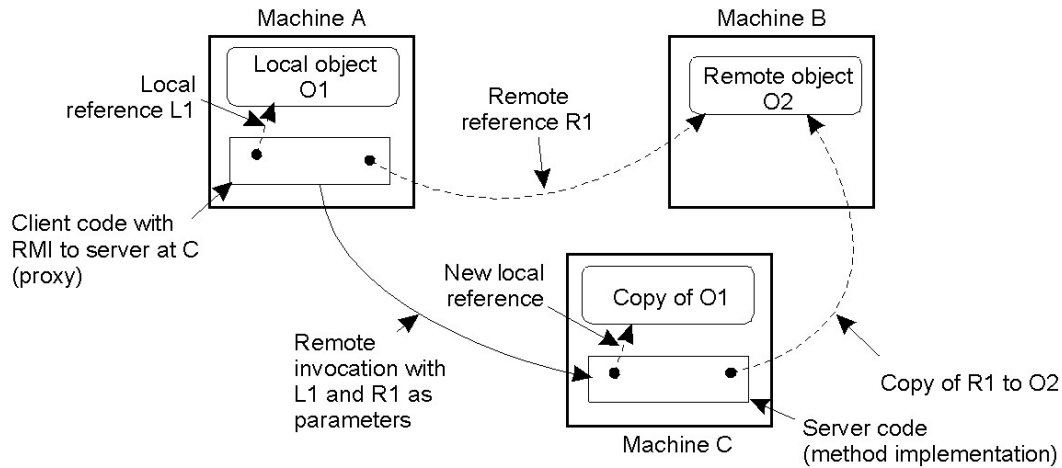 Machine A
Machine B
Local object
O1
Remote object
O2
Local
reference L1
Remote
reference R1
Client code with
RMI to server at C
(proxy)
New local
reference
Copy of O1
Remote
invocation with
L1 and R1 as
parameters
Copy of R1 to O2
Server code
(method implementation)
Machine C